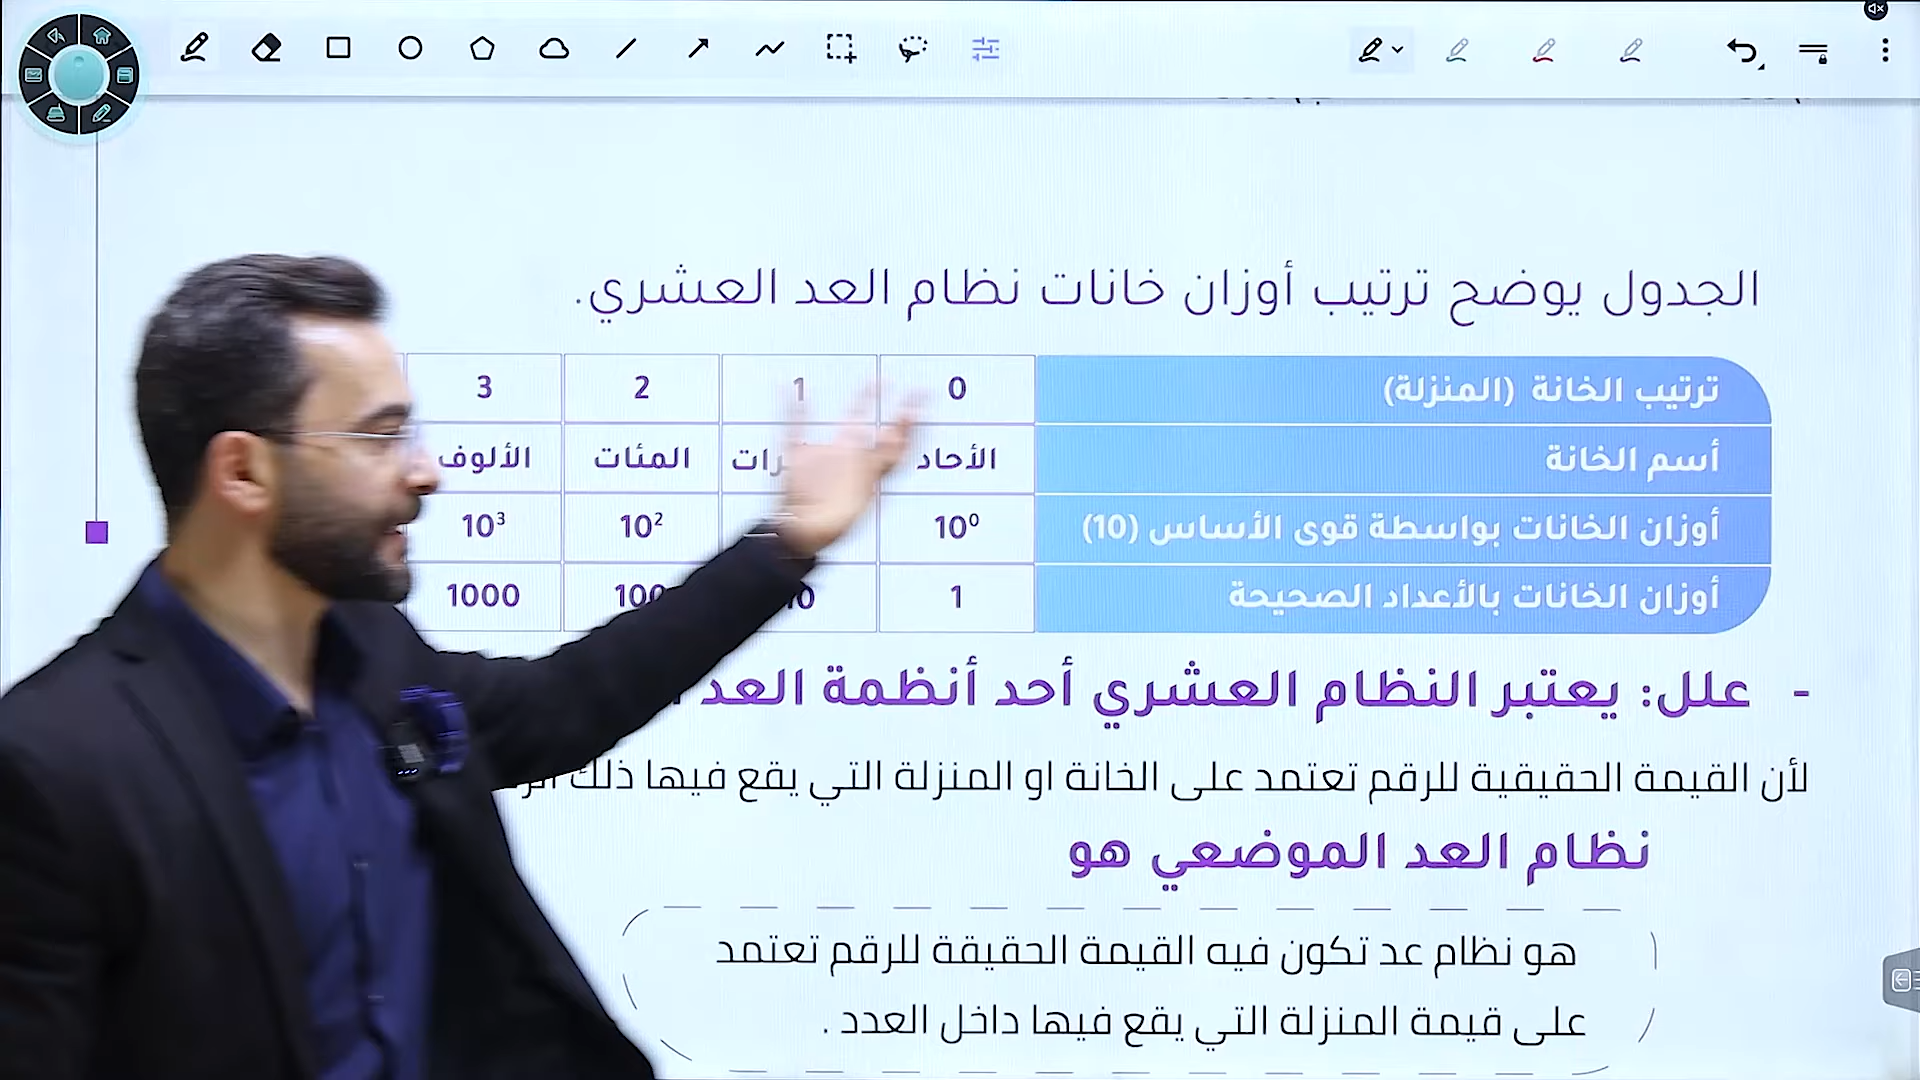 الجدول يوضح ترتيب أوزان خانات نظام العد العشري.
ترتيب الخانة (المنزلة) 0 1 2 3
أسم الخانة الأحاد المئات الألوف
أوزان الخانات بواسطة قوى الأساس (10) 10⁰ 10² 10³
أوزان الخانات بالأعداد الصحيحة 1 10 100 1000
- علل: يعتبر النظام العشري أحد أنظمة العد
لأن القيمة الحقيقية للرقم تعتمد على الخانة او المنزلة التي يقع فيها ذلك
نظام العد الموضعي هو
هو نظام عد تكون فيه القيمة الحقيقة للرقم تعتمد
على قيمة المنزلة التي يقع فيها داخل العدد .